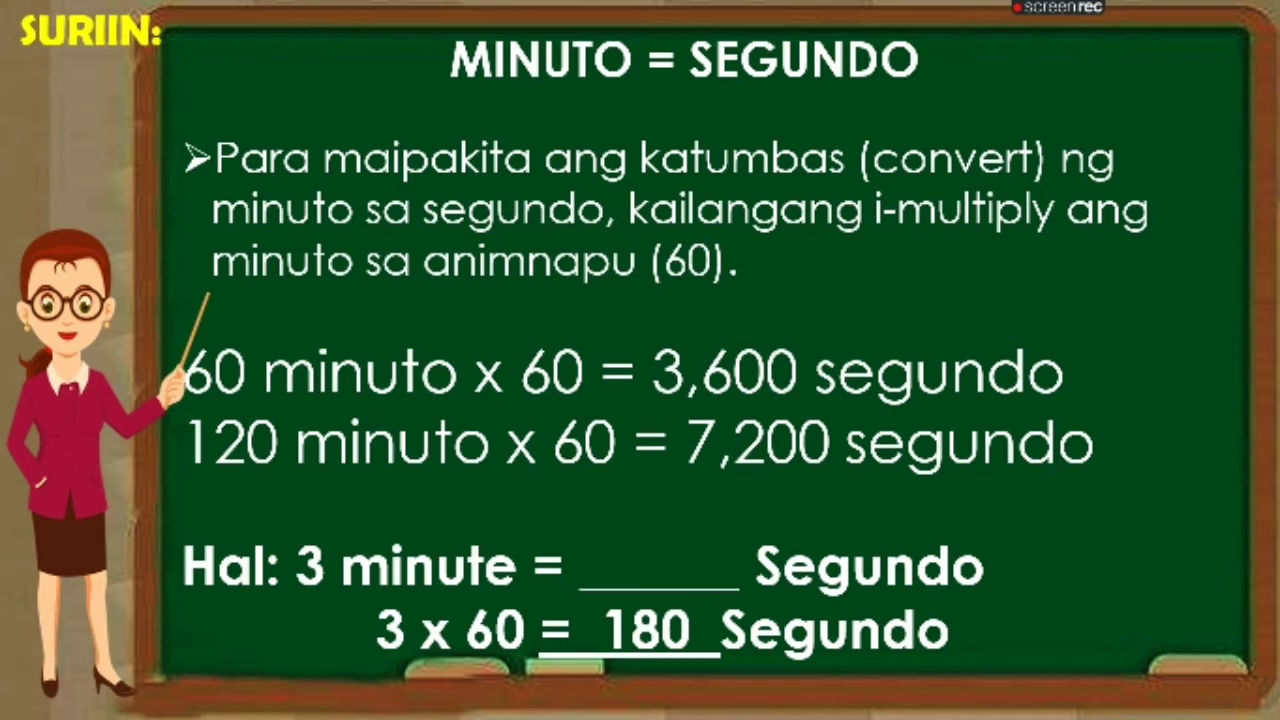 SURIIN:
screenrec
MINUTO = SEGUNDO
➢Para maipakita ang katumbas (convert) ng
minuto sa segundo, kailangang i-multiply ang
minuto sa animnapu (60).
60 minuto x 60 = 3,600 segundo
120 minuto x 60 = 7,200 segundo
Hal: 3 minute = ______ Segundo
3 x 60 = 180 Segundo